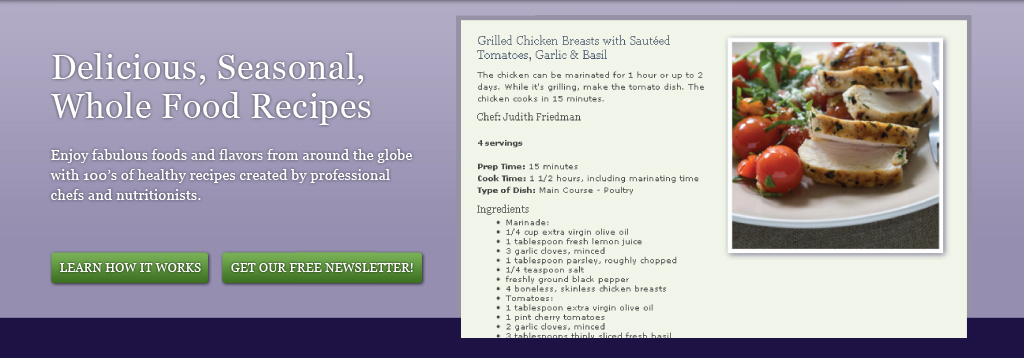 Delicious, Seasonal,
Whole Food Recipes
Enjoy fabulous foods and flavors from around the globe
with 100's of healthy recipes created by professional
chefs and nutritionists.
LEARN HOW IT WORKS
GET OUR FREE NEWSLETTER!
Grilled Chicken Breasts with Sautéed
Tomatoes, Garlic & Basil
The chicken can be marinated for 1 hour or up to 2
days. While it's grilling, make the tomato dish. The
chicken cooks in 15 minutes.
Chef: Judith Friedman
4 servings
Prep Time: 15 minutes
Cook Time: 1 1/2 hours, including marinating time
Type of Dish: Main Course - Poultry
Ingredients
• Marinade:
• 1/4 cup extra virgin olive oil
• 1 tablespoon fresh lemon juice
• 3 garlic cloves, minced
• 1 tablespoon parsley, roughly chopped
• 1/4 teaspoon salt
• freshly ground black pepper
• 4 boneless, skinless chicken breasts
• Tomatoes:
• 1 tablespoon extra virgin olive oil
• 1 pint cherry tomatoes
• 2 garlic cloves, minced
• 3 tablespoons thinly sliced fresh basil